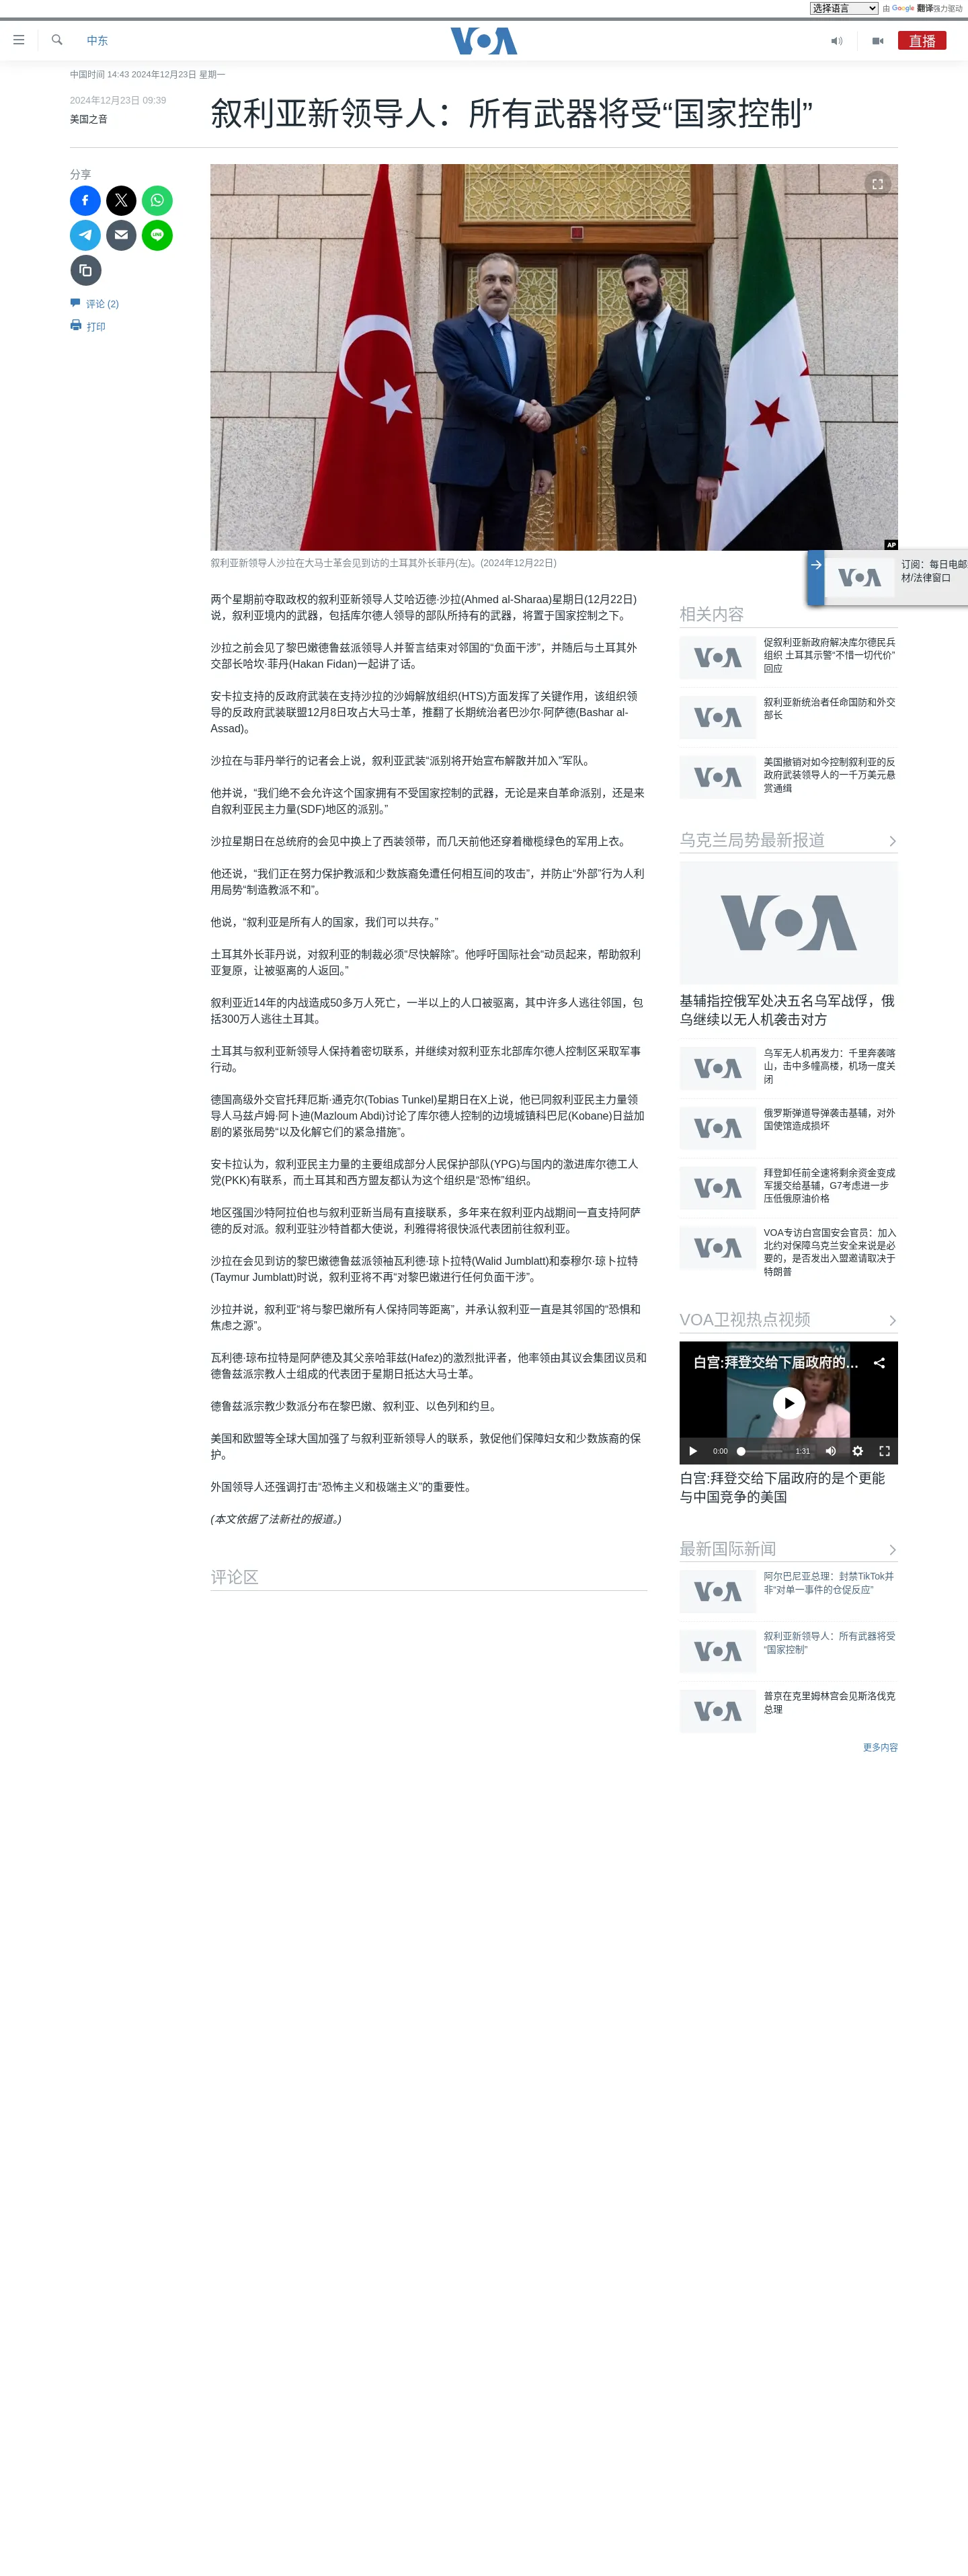 选择语言 由 Google 翻译强力驱动
中东
VOA
直播
中国时间 14:43 2024年12月23日 星期一
2024年12月23日 09:39
美国之音
叙利亚新领导人：所有武器将受“国家控制”
分享
评论 (2)
打印
AP
叙利亚新领导人沙拉在大马士革会见到访的土耳其外长菲丹(左)。(2024年12月22日)
VOA
订阅：每日电邮
材/法律窗口
两个星期前夺取政权的叙利亚新领导人艾哈迈德·沙拉(Ahmed al-Sharaa)星期日(12月22日)
说，叙利亚境内的武器，包括库尔德人领导的部队所持有的武器，将置于国家控制之下。
沙拉之前会见了黎巴嫩德鲁兹派领导人并誓言结束对邻国的“负面干涉”，并随后与土耳其外
交部长哈坎·菲丹(Hakan Fidan)一起讲了话。
安卡拉支持的反政府武装在支持沙拉的沙姆解放组织(HTS)方面发挥了关键作用，该组织领
导的反政府武装联盟12月8日攻占大马士革，推翻了长期统治者巴沙尔·阿萨德(Bashar al-
Assad)。
沙拉在与菲丹举行的记者会上说，叙利亚武装“派别将开始宣布解散并加入”军队。
他并说，“我们绝不会允许这个国家拥有不受国家控制的武器，无论是来自革命派别，还是来
自叙利亚民主力量(SDF)地区的派别。”
沙拉星期日在总统府的会见中换上了西装领带，而几天前他还穿着橄榄绿色的军用上衣。
他还说，“我们正在努力保护教派和少数族裔免遭任何相互间的攻击”，并防止“外部”行为人利
用局势“制造教派不和”。
他说，“叙利亚是所有人的国家，我们可以共存。”
土耳其外长菲丹说，对叙利亚的制裁必须“尽快解除”。他呼吁国际社会“动员起来，帮助叙利
亚复原，让被驱离的人返回。”
叙利亚近14年的内战造成50多万人死亡，一半以上的人口被驱离，其中许多人逃往邻国，包
括300万人逃往土耳其。
土耳其与叙利亚新领导人保持着密切联系，并继续对叙利亚东北部库尔德人控制区采取军事
行动。
德国高级外交官托拜厄斯·通克尔(Tobias Tunkel)星期日在X上说，他已同叙利亚民主力量领
导人马兹卢姆·阿卜迪(Mazloum Abdi)讨论了库尔德人控制的边境城镇科巴尼(Kobane)日益加
剧的紧张局势“以及化解它们的紧急措施”。
安卡拉认为，叙利亚民主力量的主要组成部分人民保护部队(YPG)与国内的激进库尔德工人
党(PKK)有联系，而土耳其和西方盟友都认为这个组织是“恐怖”组织。
地区强国沙特阿拉伯也与叙利亚新当局有直接联系，多年来在叙利亚内战期间一直支持阿萨
德的反对派。叙利亚驻沙特首都大使说，利雅得将很快派代表团前往叙利亚。
沙拉在会见到访的黎巴嫩德鲁兹派领袖瓦利德·琼卜拉特(Walid Jumblatt)和泰穆尔·琼卜拉特
(Taymur Jumblatt)时说，叙利亚将不再“对黎巴嫩进行任何负面干涉”。
沙拉并说，叙利亚“将与黎巴嫩所有人保持同等距离”，并承认叙利亚一直是其邻国的“恐惧和
焦虑之源”。
瓦利德·琼布拉特是阿萨德及其父亲哈菲兹(Hafez)的激烈批评者，他率领由其议会集团议员和
德鲁兹派宗教人士组成的代表团于星期日抵达大马士革。
德鲁兹派宗教少数派分布在黎巴嫩、叙利亚、以色列和约旦。
美国和欧盟等全球大国加强了与叙利亚新领导人的联系，敦促他们保障妇女和少数族裔的保
护。
外国领导人还强调打击“恐怖主义和极端主义”的重要性。
(本文依据了法新社的报道。)
评论区
相关内容
VOA
促叙利亚新政府解决库尔德民兵
组织 土耳其示警“不惜一切代价”
回应
VOA
叙利亚新统治者任命国防和外交
部长
VOA
美国撤销对如今控制叙利亚的反
政府武装领导人的一千万美元悬
赏通缉
乌克兰局势最新报道
VOA
基辅指控俄军处决五名乌军战俘，俄
乌继续以无人机袭击对方
VOA
乌军无人机再发力：千里奔袭喀
山，击中多幢高楼，机场一度关
闭
VOA
俄罗斯弹道导弹袭击基辅，对外
国使馆造成损坏
VOA
拜登卸任前全速将剩余资金变成
军援交给基辅，G7考虑进一步
压低俄原油价格
VOA
VOA专访白宫国安会官员：加入
北约对保障乌克兰安全来说是必
要的，是否发出入盟邀请取决于
特朗普
VOA卫视热点视频
白宫:拜登交给下届政府的...
VOA
0:00
1:31
白宫:拜登交给下届政府的是个更能
与中国竞争的美国
最新国际新闻
VOA
阿尔巴尼亚总理：封禁TikTok并
非“对单一事件的仓促反应”
VOA
叙利亚新领导人：所有武器将受
“国家控制”
VOA
普京在克里姆林宫会见斯洛伐克
总理
更多内容